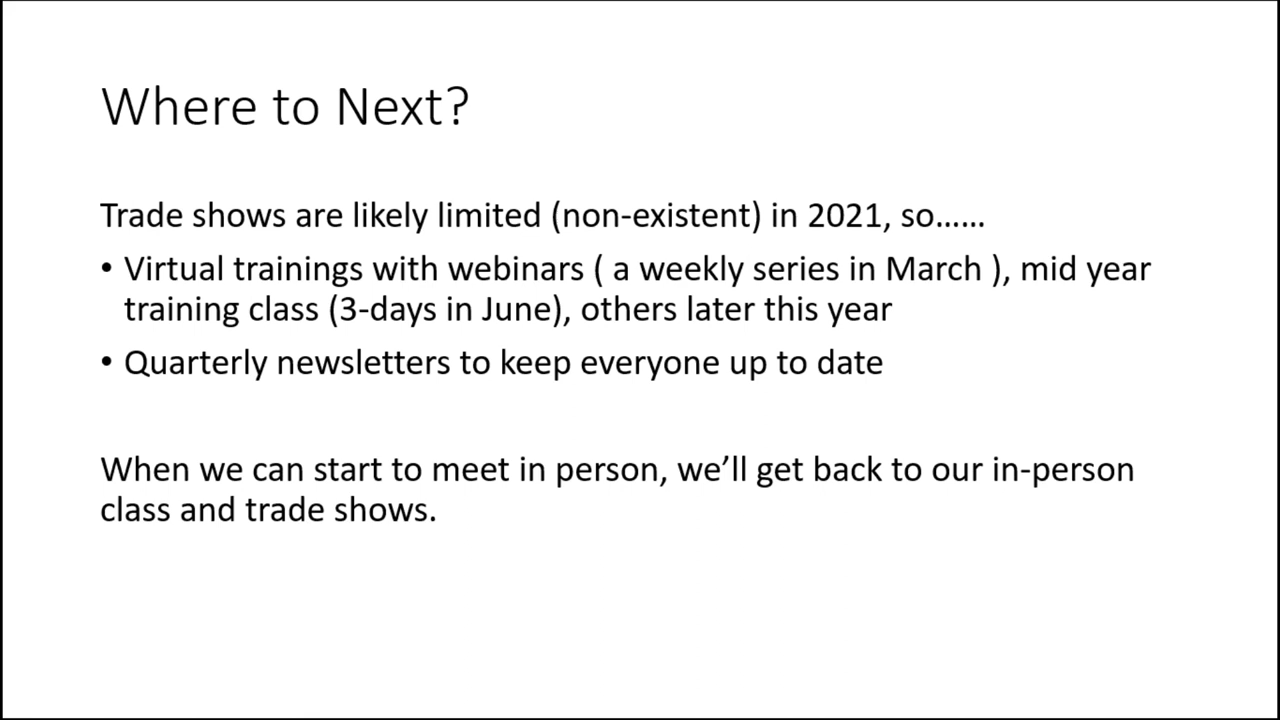 Where to Next?
Trade shows are likely limited (non-existent) in 2021, so……
• Virtual trainings with webinars ( a weekly series in March ), mid year
training class (3-days in June), others later this year
• Quarterly newsletters to keep everyone up to date
When we can start to meet in person, we’ll get back to our in-person
class and trade shows.